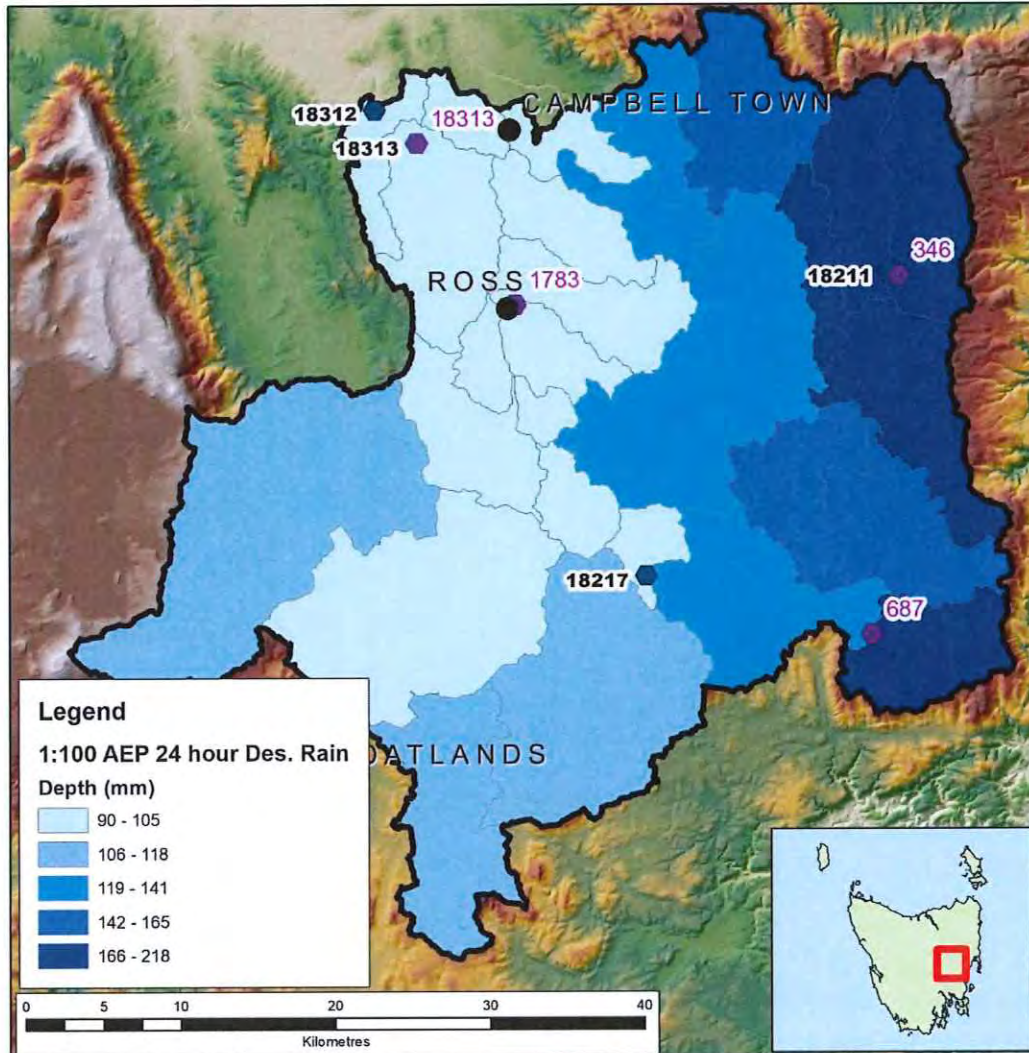 CAMPBELL TOWN
18312
18313
18313
346
18211
ROSS
1783
18217
687
OATLANDS
Legend
1:100 AEP 24 hour Des. Rain
Depth (mm)
90 - 105
106 - 118
119 - 141
142 - 165
166 - 218
0 5 10 20 30 40
Kilometres